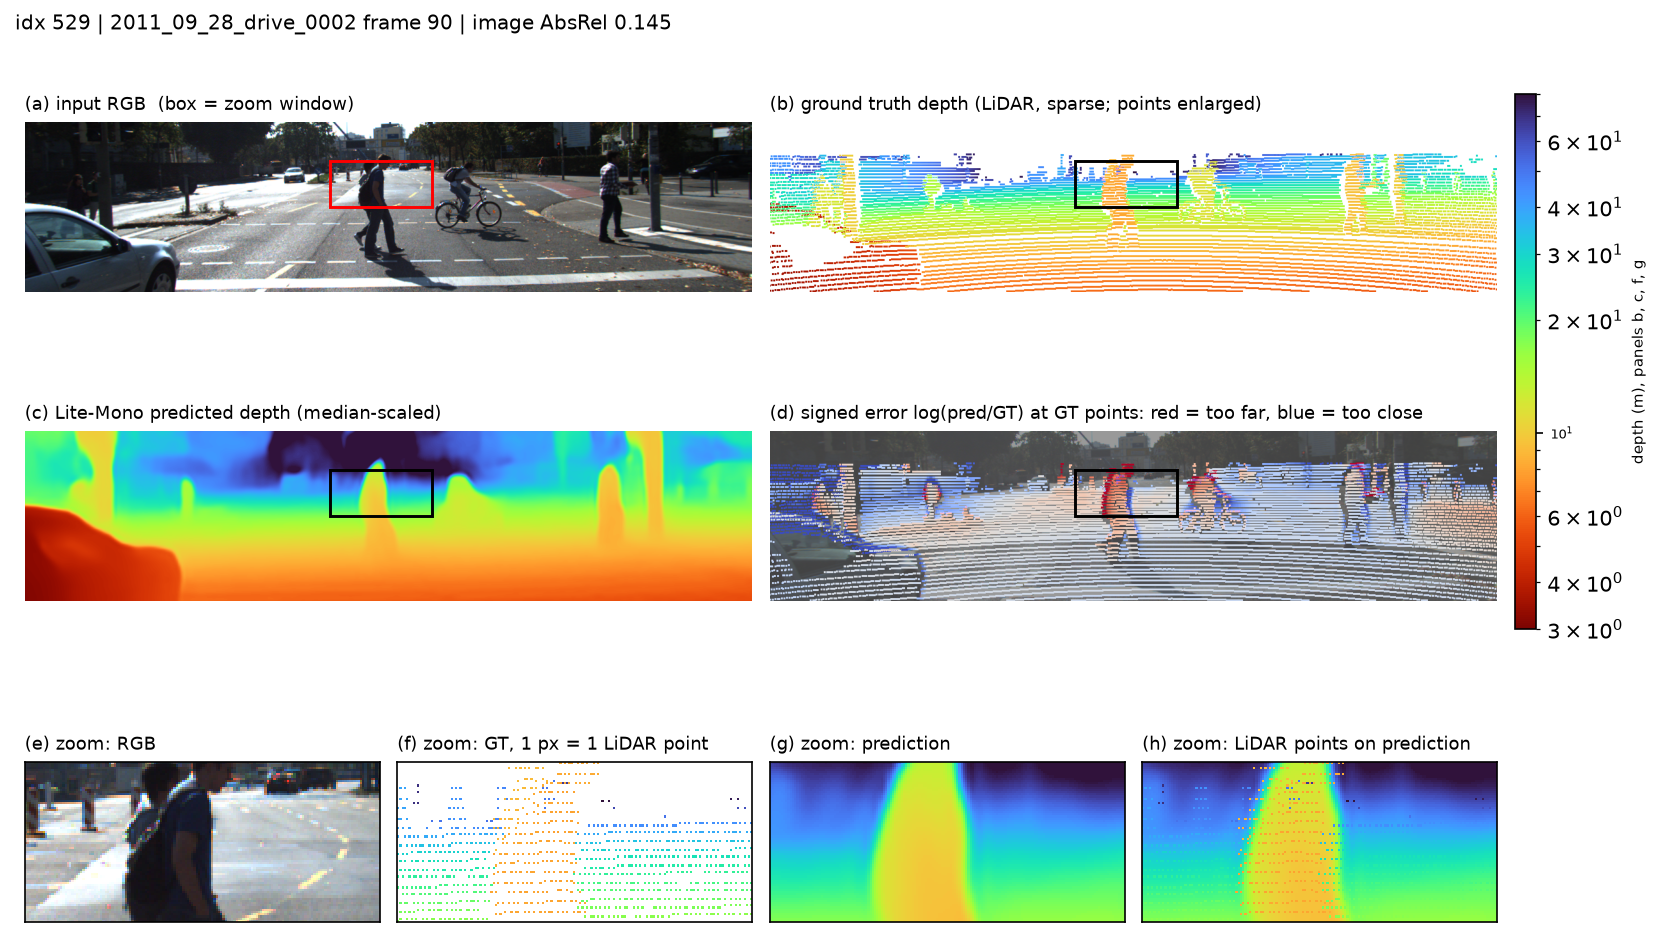 idx 529 | 2011_09_28_drive_0002 frame 90 | image AbsRel 0.145
(a) input RGB  (box = zoom window)
(b) ground truth depth (LiDAR, sparse; points enlarged)
6 × 10¹
4 × 10¹
3 × 10¹
2 × 10¹
10¹
6 × 10⁰
4 × 10⁰
3 × 10⁰
depth (m), panels b, c, f, g
(c) Lite-Mono predicted depth (median-scaled)
(d) signed error log(pred/GT) at GT points: red = too far, blue = too close
(e) zoom: RGB
(f) zoom: GT, 1 px = 1 LiDAR point
(g) zoom: prediction
(h) zoom: LiDAR points on prediction